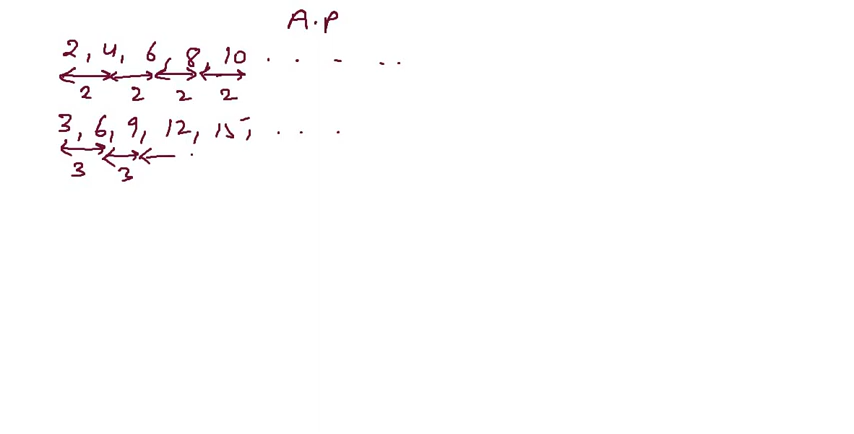 A.P
2, 4, 6, 8, 10 . . - . .
2 2 2 2
3, 6, 9, 12, 15, . . .
3 3